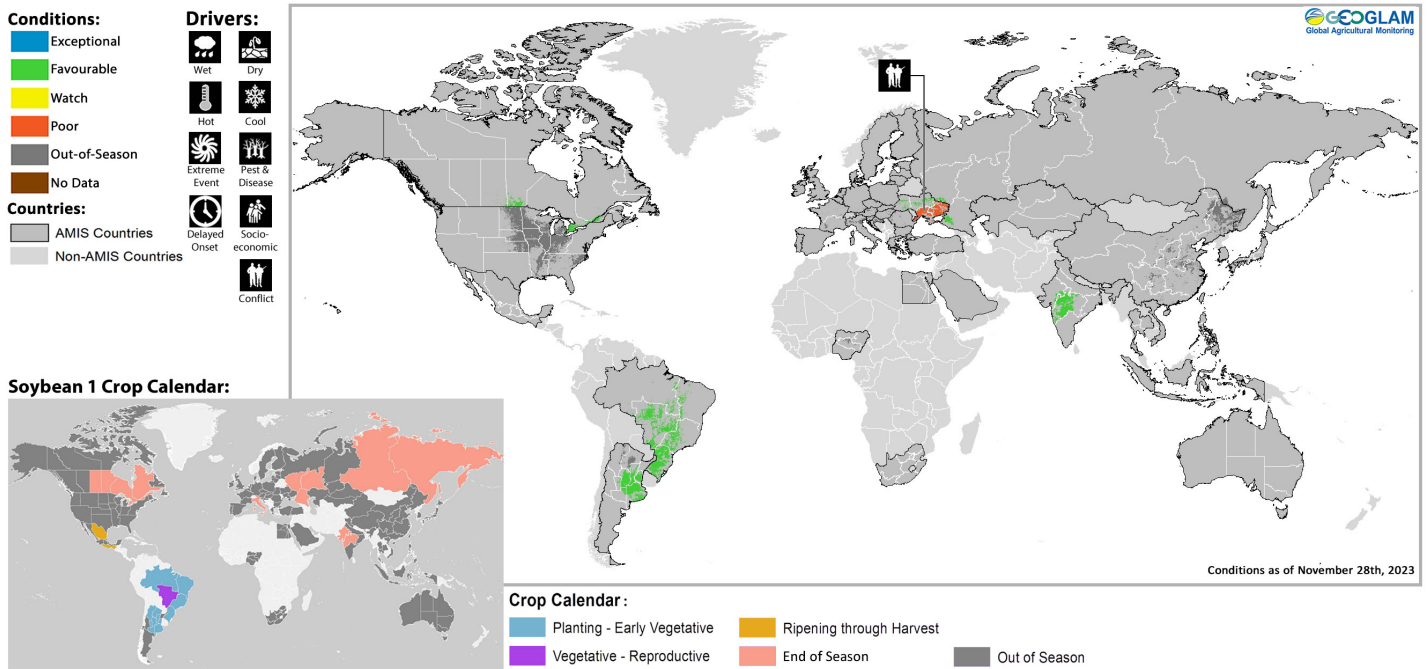 Conditions:
Exceptional
Favourable
Watch
Poor
Out-of-Season
No Data
Countries:
AMIS Countries
Non-AMIS Countries
Drivers:
Wet
Dry
Hot
Cool
Extreme
Event
Pest &
Disease
Delayed
Onset
Socio-
economic
Conflict
GEOGLAM
Global Agricultural Monitoring
Conditions as of November 28th, 2023
Soybean 1 Crop Calendar:
Crop Calendar :
Planting - Early Vegetative
Ripening through Harvest
Vegetative - Reproductive
End of Season
Out of Season